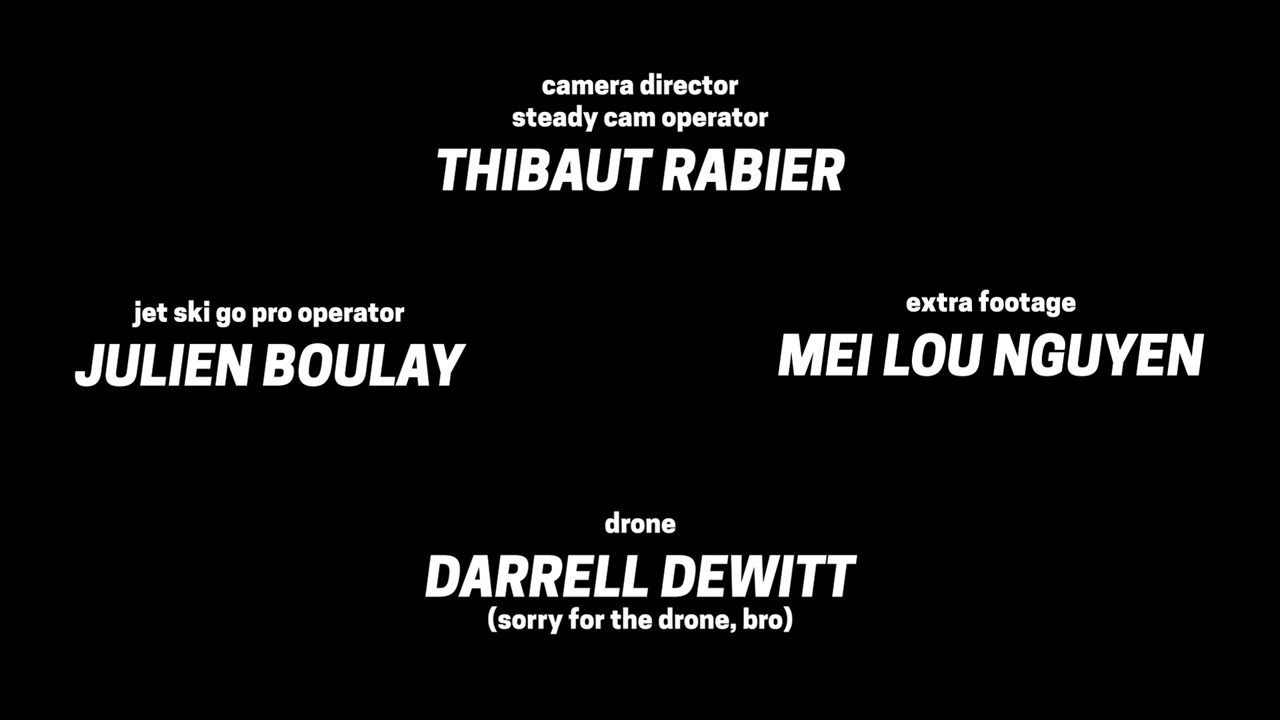 camera director
steady cam operator
THIBAUT RABIER
jet ski go pro operator
JULIEN BOULAY
extra footage
MEI LOU NGUYEN
drone
DARRELL DEWITT
(sorry for the drone, bro)